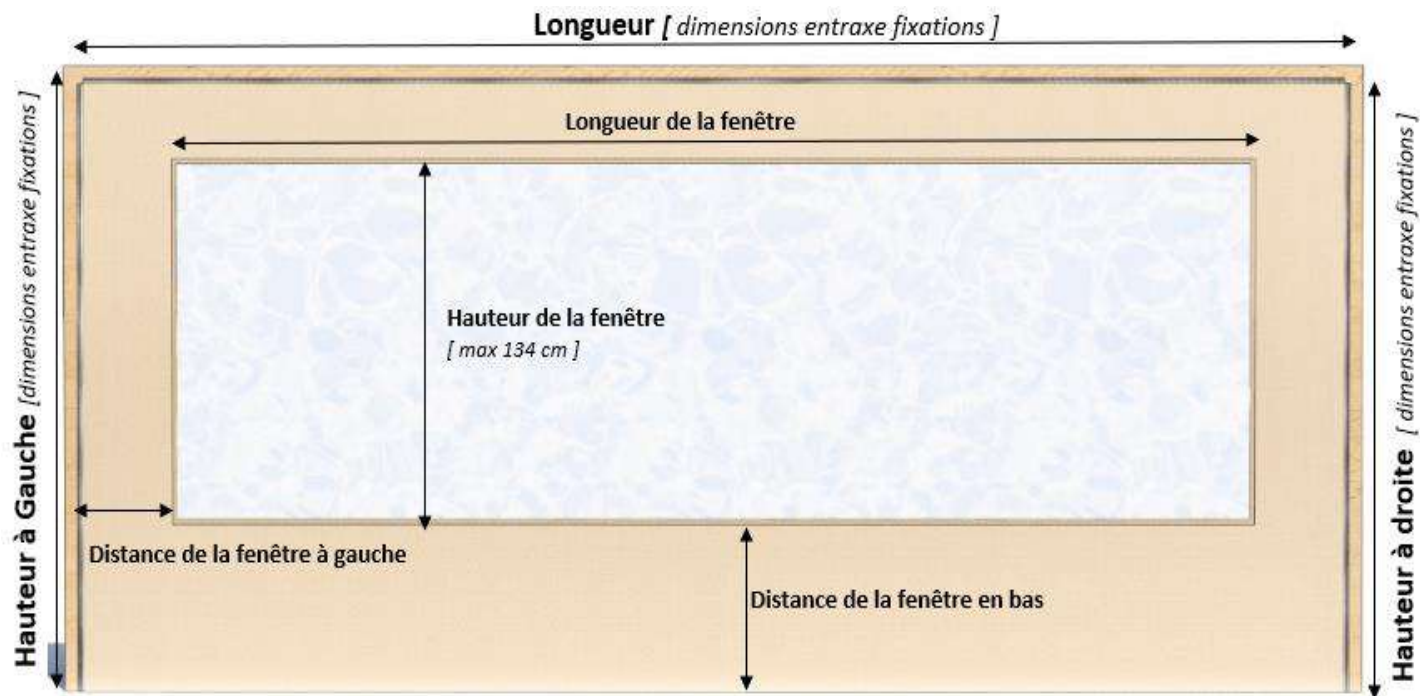 Longueur [ dimensions entraxe fixations ]
Longueur de la fenêtre
Hauteur à Gauche [dimensions entraxe fixations ]
Hauteur de la fenêtre
[ max 134 cm ]
Hauteur à droite [ dimensions entraxe fixations ]
Distance de la fenêtre à gauche
Distance de la fenêtre en bas